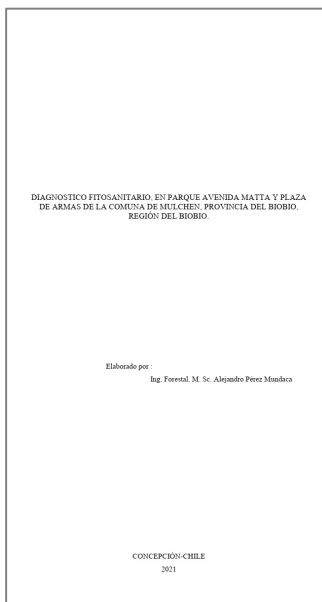 DIAGNOSTICO FITOSANITARIO, EN PARQUE AVENIDA MATTA Y PLAZA
DE ARMAS DE LA COMUNA DE MULCHEN, PROVINCIA DEL BIOBIO,
REGIÓN DEL BIOBIO.
Elaborado por :
Ing. Forestal. M. Sc. Alejandro Pérez Mundaca
CONCEPCIÓN-CHILE
2021